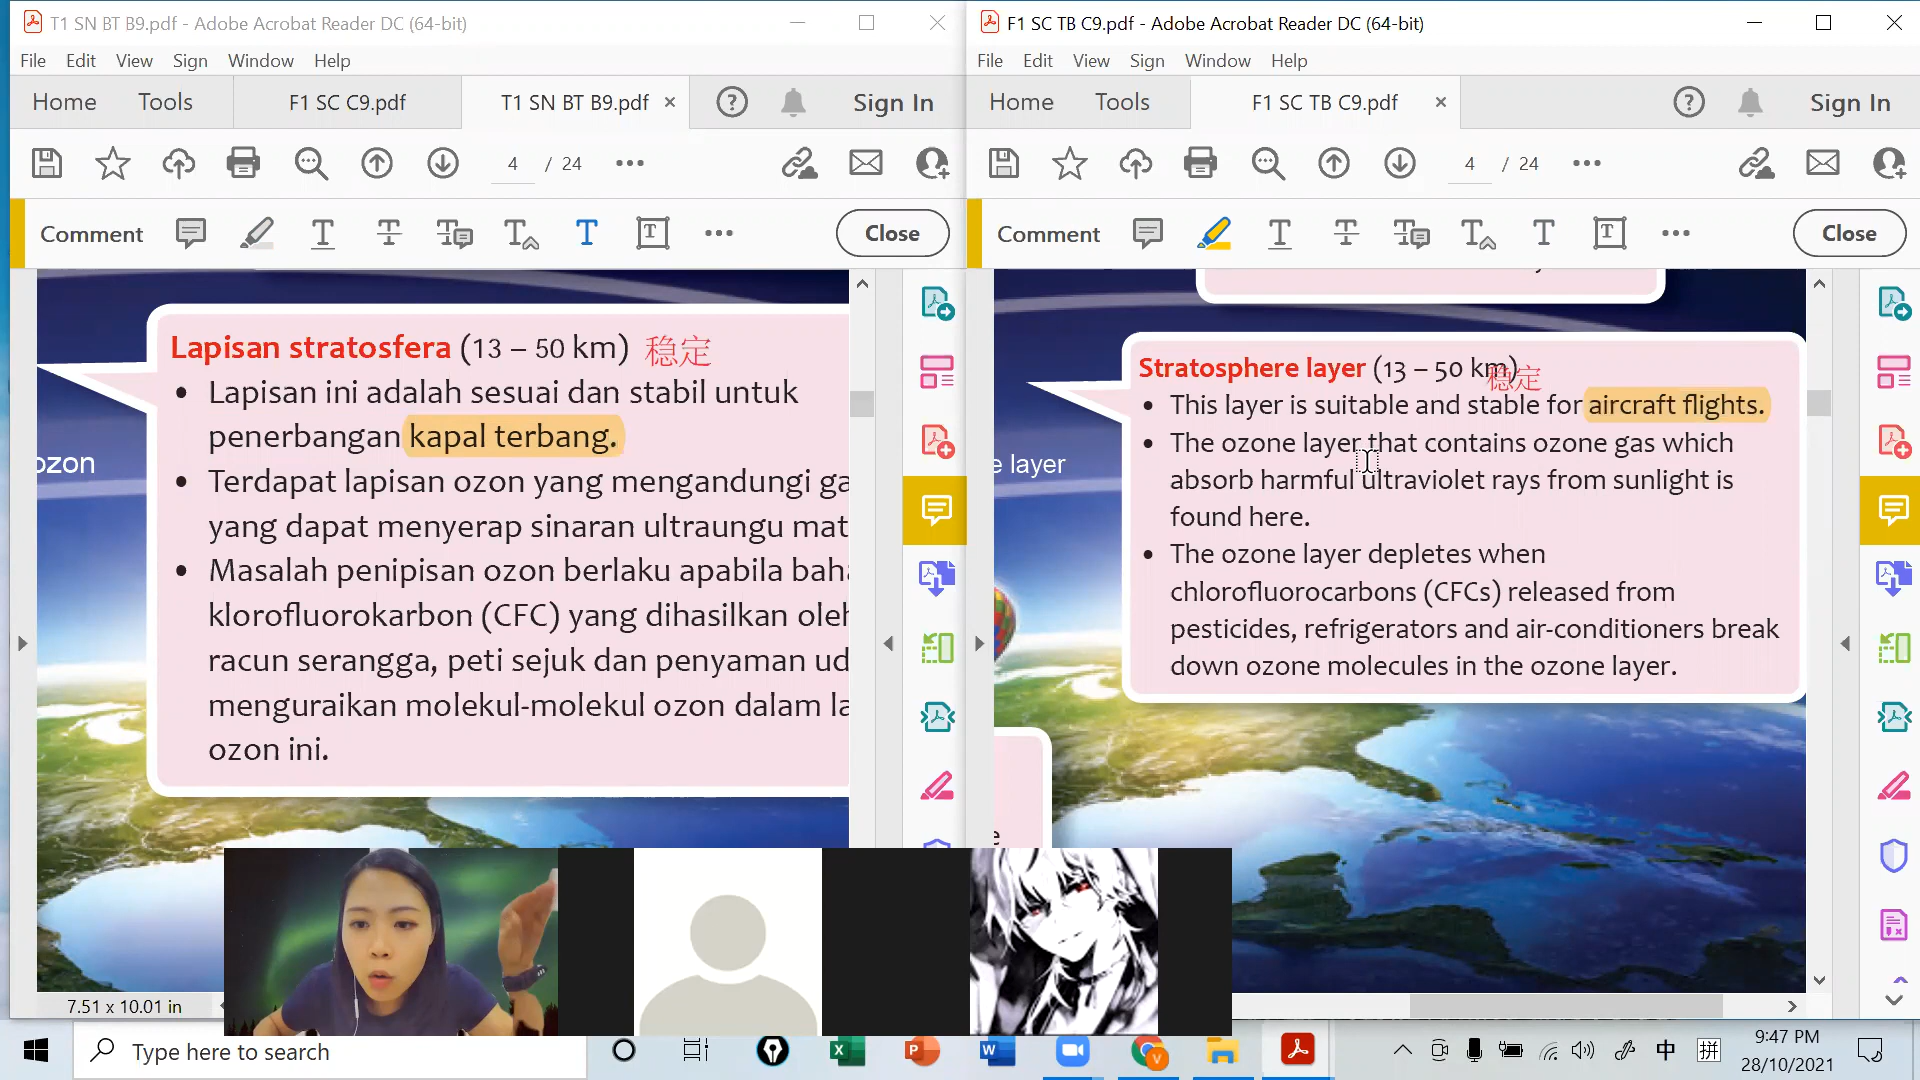 T1 SN BT B9.pdf - Adobe Acrobat Reader DC (64-bit)
File Edit View Sign Window Help
Home Tools F1 SC C9.pdf T1 SN BT B9.pdf × Sign In
4 / 24
Comment Close
Lapisan stratosfera (13 – 50 km) 稳定
• Lapisan ini adalah sesuai dan stabil untuk
penerbangan kapal terbang.
ozon
• Terdapat lapisan ozon yang mengandungi ga
yang dapat menyerap sinaran ultraungu mat
• Masalah penipisan ozon berlaku apabila bah
klorofluorokarbon (CFC) yang dihasilkan oleh
racun serangga, peti sejuk dan penyaman ud
menguraikan molekul-molekul ozon dalam la
ozon ini.
7.51 x 10.01 in
F1 SC TB C9.pdf - Adobe Acrobat Reader DC (64-bit)
File Edit View Sign Window Help
Home Tools F1 SC TB C9.pdf × Sign In
4 / 24
Comment Close
Stratosphere layer (13 – 50 km)
稳定
• This layer is suitable and stable for aircraft flights.
• The ozone layer that contains ozone gas which
e layer
absorb harmful ultraviolet rays from sunlight is
found here.
• The ozone layer depletes when
chlorofluorocarbons (CFCs) released from
pesticides, refrigerators and air-conditioners break
down ozone molecules in the ozone layer.
e
Type here to search
中 拼
9:47 PM
28/10/2021